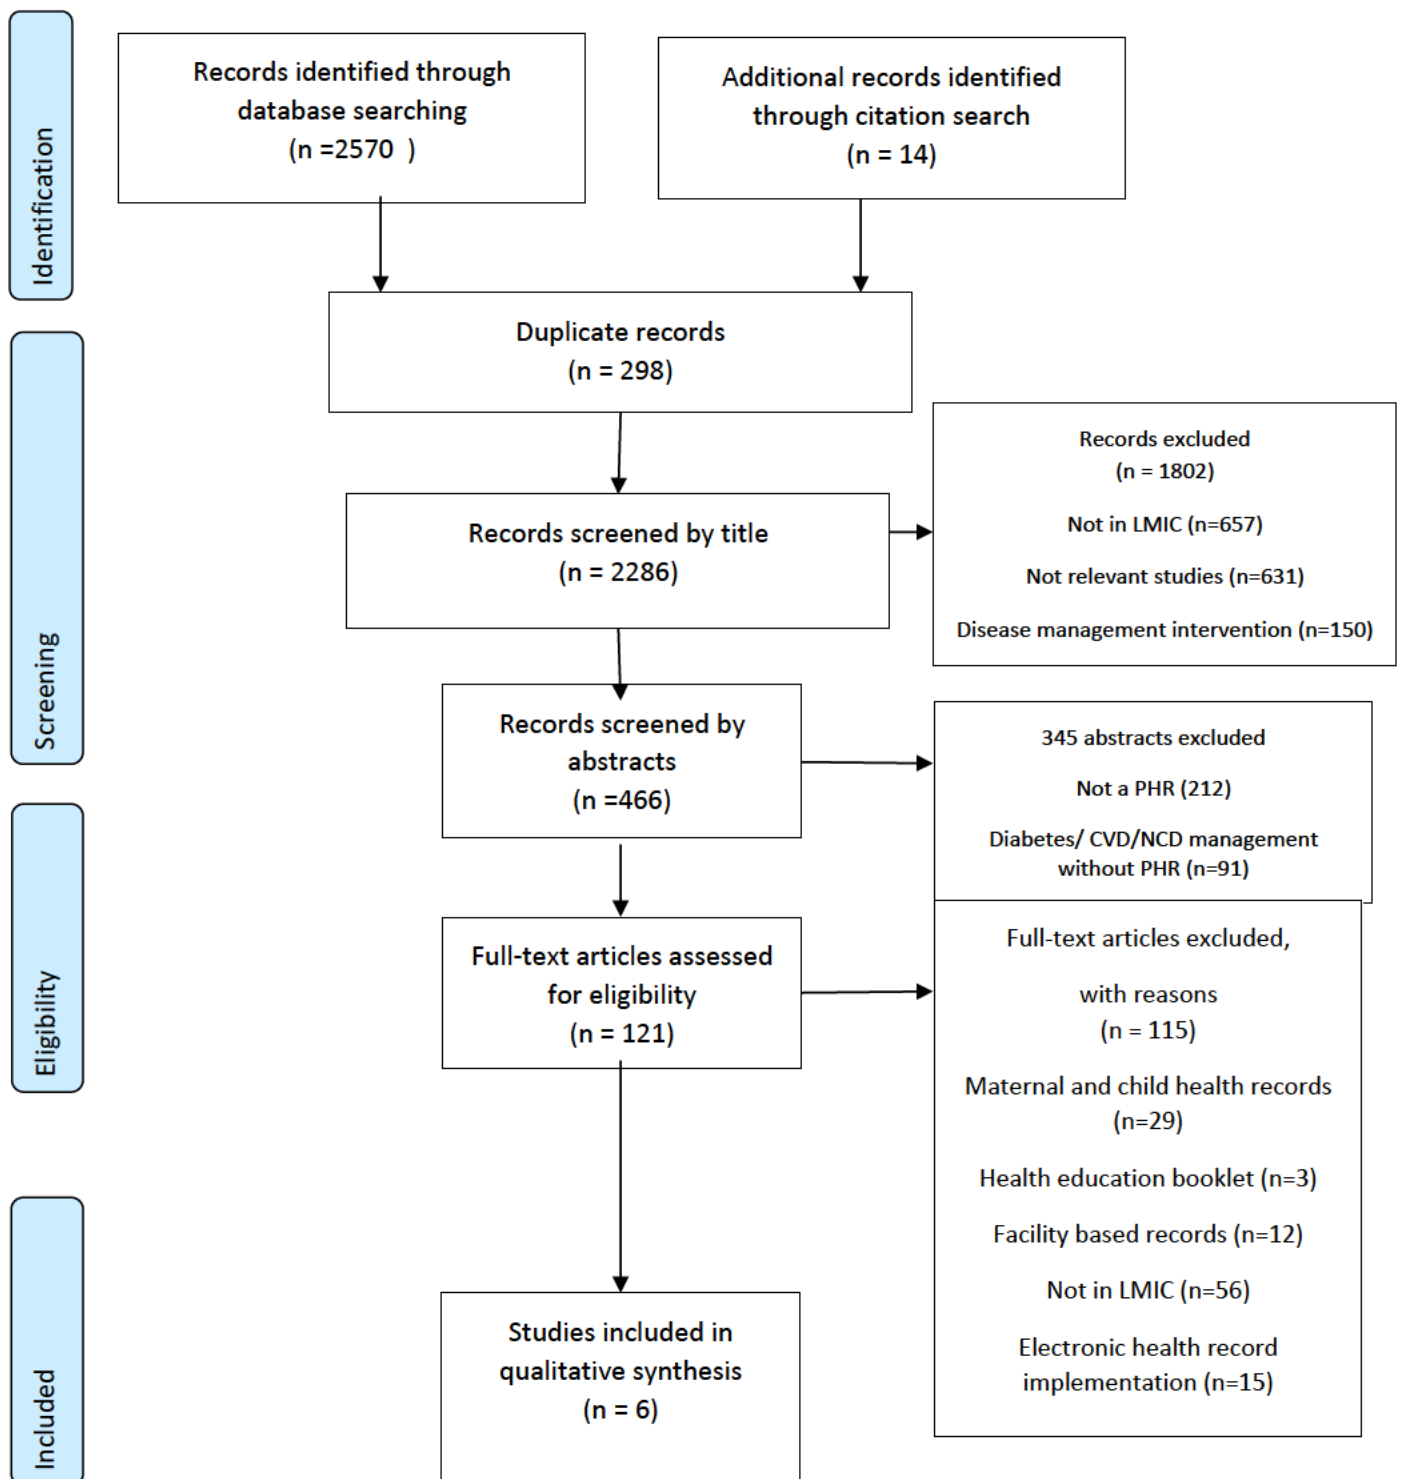 Identification
Records identified through
database searching
(n =2570  )
Additional records identified
through citation search
(n = 14)
Duplicate records
(n = 298)
Screening
Records screened by title
(n = 2286)
Records excluded
(n = 1802)
Not in LMIC (n=657)
Not relevant studies (n=631)
Disease management intervention (n=150)
Records screened by
abstracts
(n =466)
345 abstracts excluded
Not a PHR (212)
Diabetes/ CVD/NCD management
without PHR (n=91)
Eligibility
Full-text articles assessed
for eligibility
(n = 121)
Full-text articles excluded,
with reasons
(n = 115)
Maternal and child health records
(n=29)
Health education booklet (n=3)
Facility based records (n=12)
Not in LMIC (n=56)
Electronic health record
implementation (n=15)
Included
Studies included in
qualitative synthesis
(n = 6)